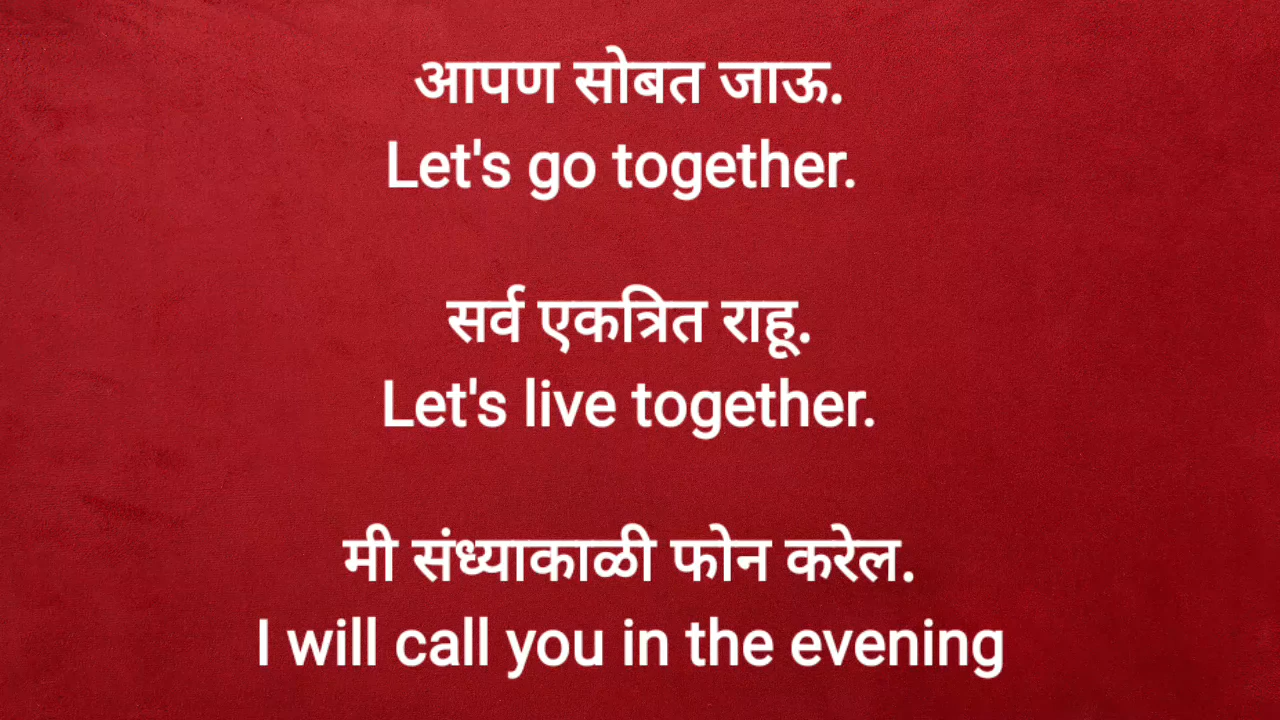 आपण सोबत जाऊ.
Let's go together.
सर्व एकत्रित राहू.
Let's live together.
मी संध्याकाळी फोन करेल.
I will call you in the evening